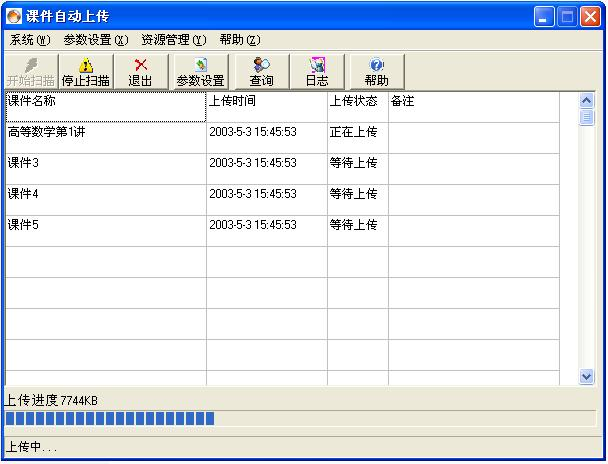 课件自动上传
系统(W) 参数设置(X) 资源管理(Y) 帮助(Z)
开始扫描 停止扫描 退出 参数设置 查询 日志 帮助
课件名称 上传时间 上传状态 备注
高等数学第1讲 2003-5-3 15:45:53 正在上传
课件3 2003-5-3 15:45:53 等待上传
课件4 2003-5-3 15:45:53 等待上传
课件5 2003-5-3 15:45:53 等待上传
上传进度 7744KB
上传中...